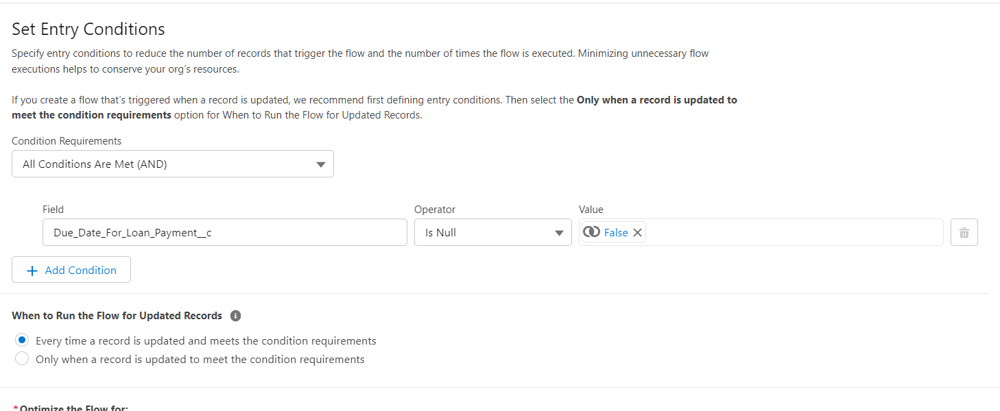 Set Entry Conditions
Specify entry conditions to reduce the number of records that trigger the flow and the number of times the flow is executed. Minimizing unnecessary flow
executions helps to conserve your org's resources.
If you create a flow that's triggered when a record is updated, we recommend first defining entry conditions. Then select the Only when a record is updated to
meet the condition requirements option for When to Run the Flow for Updated Records.
Condition Requirements
All Conditions Are Met (AND)
Field Operator Value
Due_Date_For_Loan_Payment__c Is Null False
Add Condition
When to Run the Flow for Updated Records
Every time a record is updated and meets the condition requirements
Only when a record is updated to meet the condition requirements
* Optimize the Flow for: